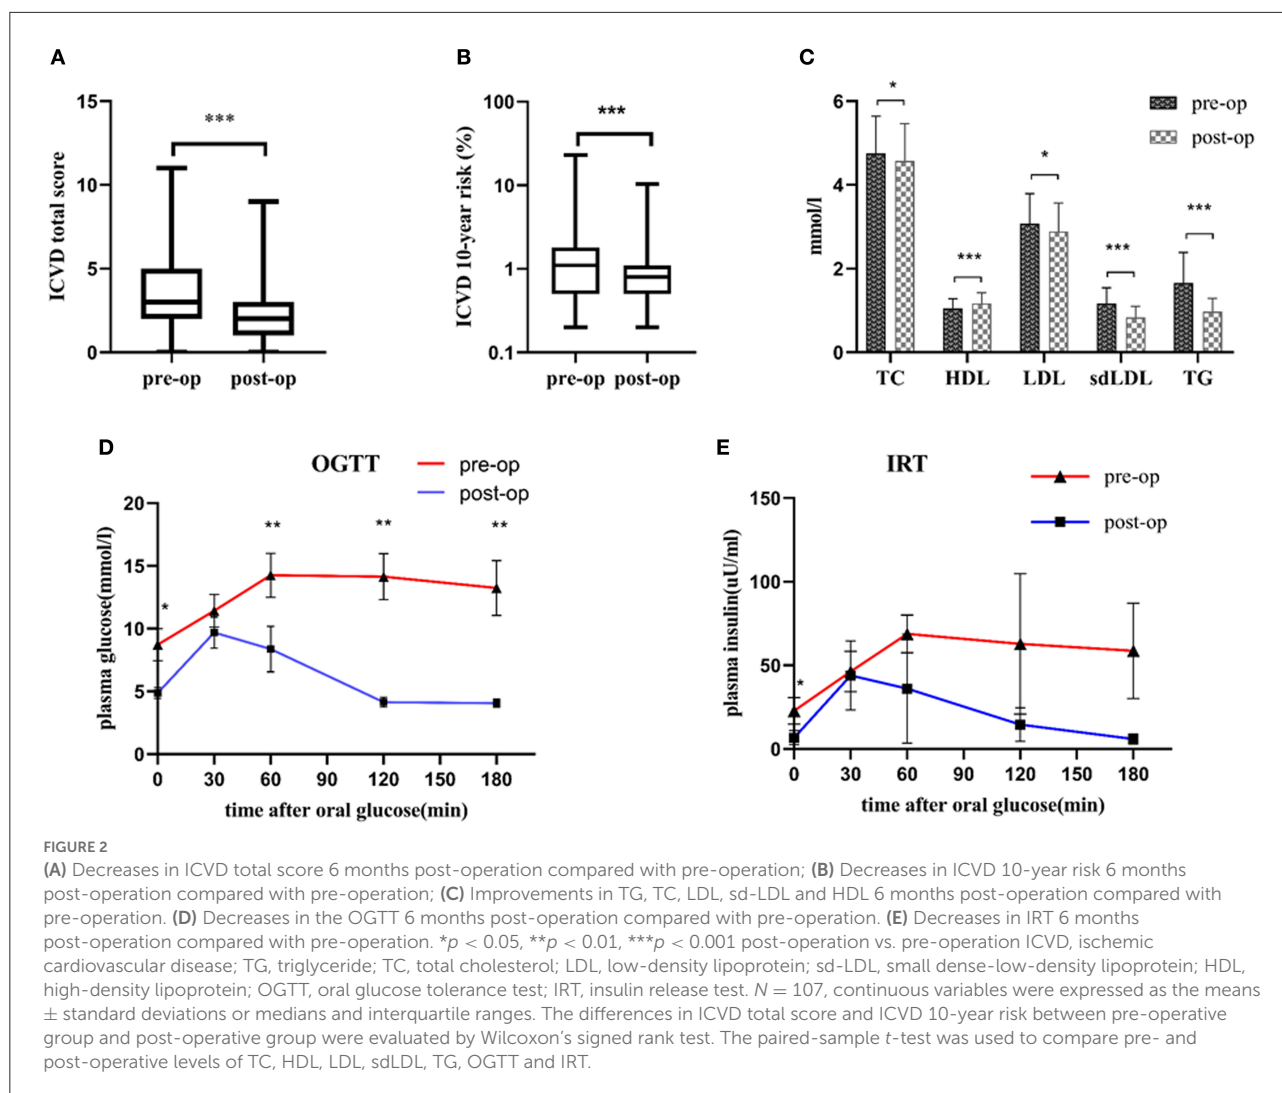 A
ICVD total score
15
10
5
0
***
pre-op
post-op
B
ICVD 10-year risk (%)
100
10
1
0.1
***
pre-op post-op
C
mmol/l
6
4
2
0
*
***
*
***
***
pre-op
post-op
TC HDL LDL sdLDL TG
D
OGTT
pre-op
post-op
plasma glucose(mmol/l)
20
15
10
5
0
*
**
**
**
0 30 60 90 120 150 180
time after oral glucose(min)
E
IRT
pre-op
post-op
plasma insulin(uU/ml)
150
100
50
0
*
0 30 60 90 120 150 180
time after oral glucose(min)
FIGURE 2
(A) Decreases in ICVD total score 6 months post-operation compared with pre-operation; (B) Decreases in ICVD 10-year risk 6 months
post-operation compared with pre-operation; (C) Improvements in TG, TC, LDL, sd-LDL and HDL 6 months post-operation compared with
pre-operation. (D) Decreases in the OGTT 6 months post-operation compared with pre-operation. (E) Decreases in IRT 6 months
post-operation compared with pre-operation. *p < 0.05, **p < 0.01, ***p < 0.001 post-operation vs. pre-operation ICVD, ischemic
cardiovascular disease; TG, triglyceride; TC, total cholesterol; LDL, low-density lipoprotein; sd-LDL, small dense-low-density lipoprotein; HDL,
high-density lipoprotein; OGTT, oral glucose tolerance test; IRT, insulin release test. N = 107, continuous variables were expressed as the means
± standard deviations or medians and interquartile ranges. The differences in ICVD total score and ICVD 10-year risk between pre-operative
group and post-operative group were evaluated by Wilcoxon's signed rank test. The paired-sample t-test was used to compare pre- and
post-operative levels of TC, HDL, LDL, sdLDL, TG, OGTT and IRT.